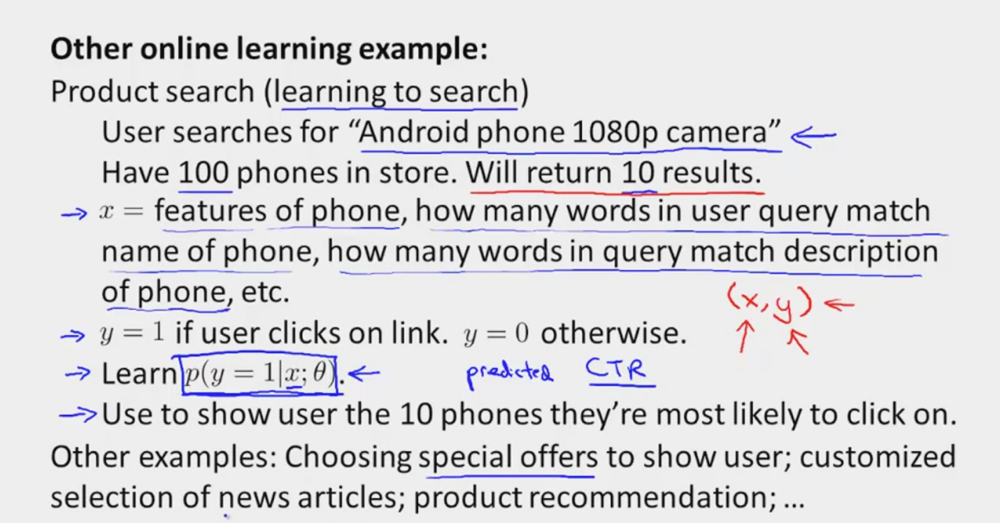 Other online learning example:
Product search (learning to search)
User searches for “Android phone 1080p camera”
Have 100 phones in store. Will return 10 results.
x = features of phone, how many words in user query match
name of phone, how many words in query match description
of phone, etc.
(x, y)
y = 1 if user clicks on link. y = 0 otherwise.
Learn p(y = 1|x; θ). predicted CTR
Use to show user the 10 phones they’re most likely to click on.
Other examples: Choosing special offers to show user; customized
selection of news articles; product recommendation; ...